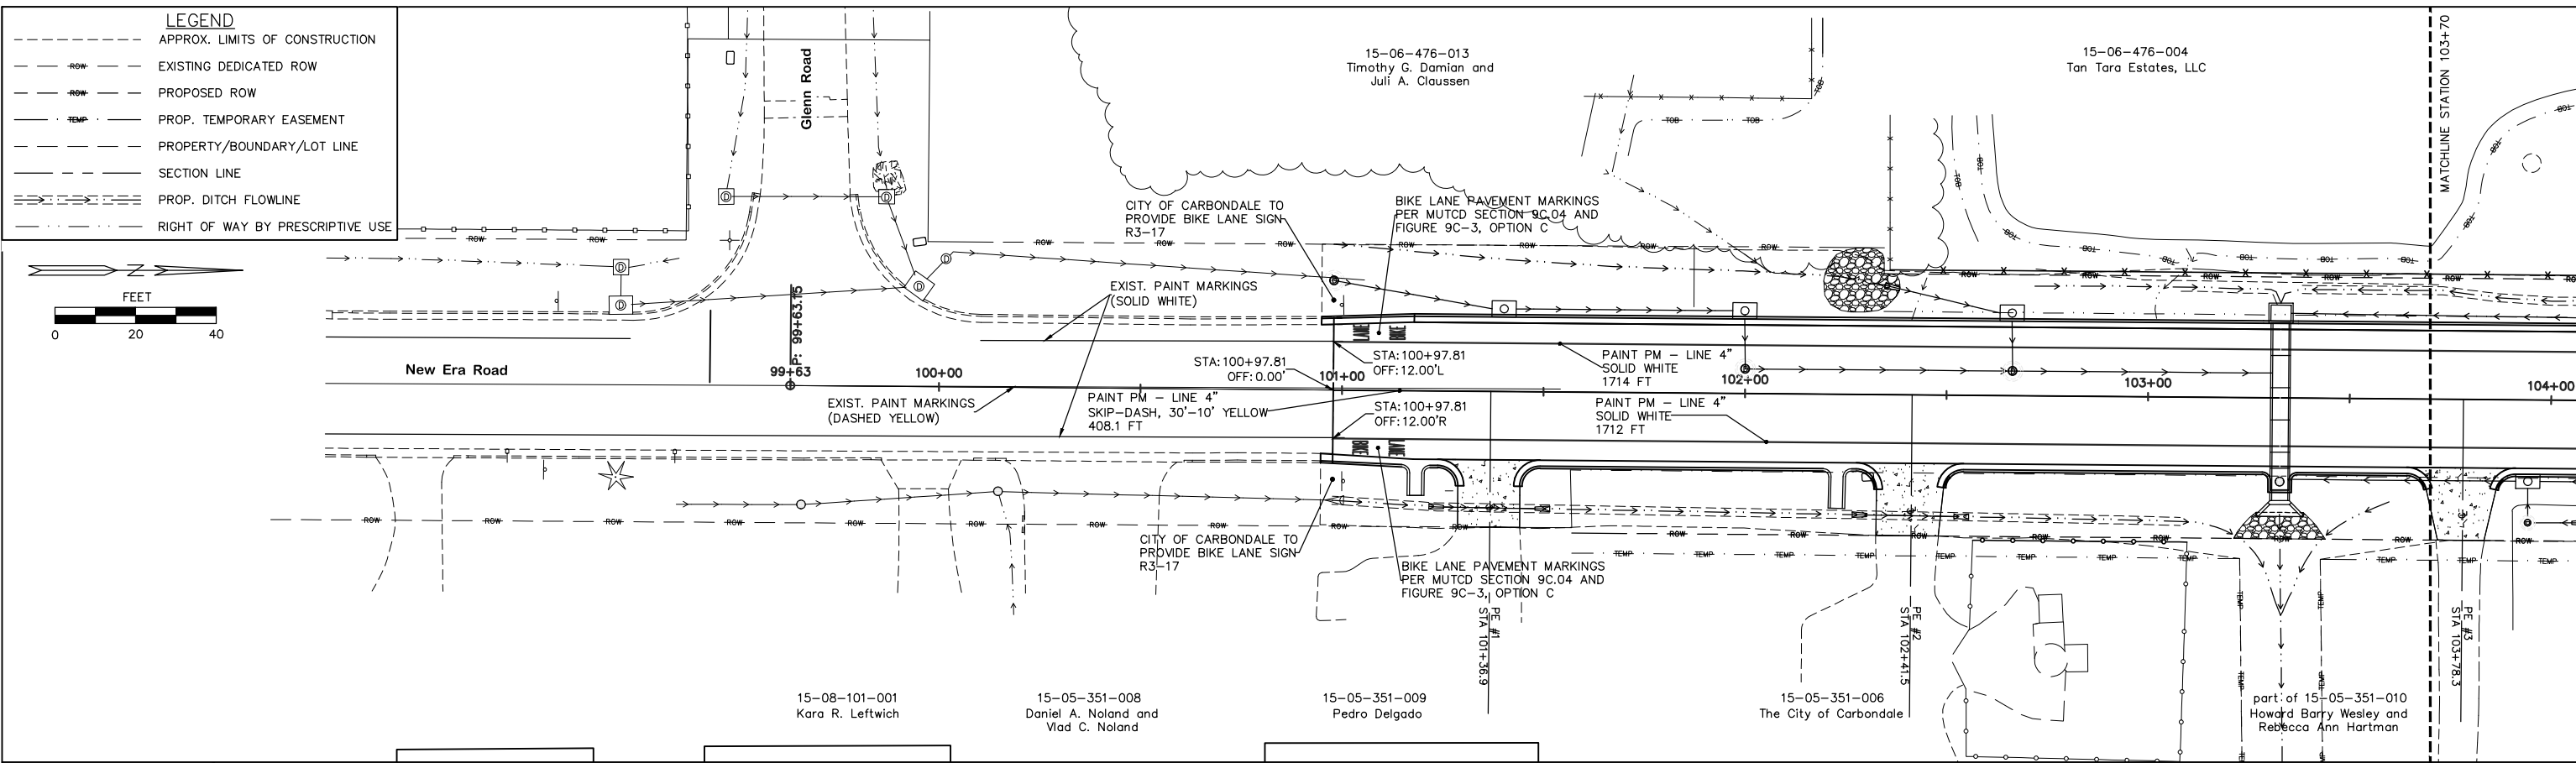 LEGEND
APPROX. LIMITS OF CONSTRUCTION
ROW EXISTING DEDICATED ROW
ROW PROPOSED ROW
TEMP PROP. TEMPORARY EASEMENT
PROPERTY/BOUNDARY/LOT LINE
SECTION LINE
PROP. DITCH FLOWLINE
RIGHT OF WAY BY PRESCRIPTIVE USE
N
FEET
0 20 40
Glenn Road
15-06-476-013
Timothy G. Damian and
Juli A. Claussen
15-06-476-004
Tan Tara Estates, LLC
MATCHLINE STATION 103+70
CITY OF CARBONDALE TO
PROVIDE BIKE LANE SIGN
R3-17
BIKE LANE PAVEMENT MARKINGS
PER MUTCD SECTION 9C.04 AND
FIGURE 9C-3, OPTION C
EXIST. PAINT MARKINGS
(SOLID WHITE)
P: 99+63.15
New Era Road
99+63
100+00
101+00
102+00
103+00
104+00
STA:100+97.81
OFF:0.00'
STA:100+97.81
OFF:12.00'L
PAINT PM - LINE 4"
SOLID WHITE
1714 FT
EXIST. PAINT MARKINGS
(DASHED YELLOW)
PAINT PM - LINE 4"
SKIP-DASH, 30'-10' YELLOW
408.1 FT
STA:100+97.81
OFF:12.00'R
PAINT PM - LINE 4"
SOLID WHITE
1712 FT
BIKE LANE
BIKE LANE
CITY OF CARBONDALE TO
PROVIDE BIKE LANE SIGN
R3-17
BIKE LANE PAVEMENT MARKINGS
PER MUTCD SECTION 9C.04 AND
FIGURE 9C-3, OPTION C
PE #1
STA 101+36.9
PE #2
STA 102+41.5
PE #3
STA 103+78.3
15-08-101-001
Kara R. Leftwich
15-05-351-008
Daniel A. Noland and
Vlad C. Noland
15-05-351-009
Pedro Delgado
15-05-351-006
The City of Carbondale
part of 15-05-351-010
Howard Barry Wesley and
Rebecca Ann Hartman